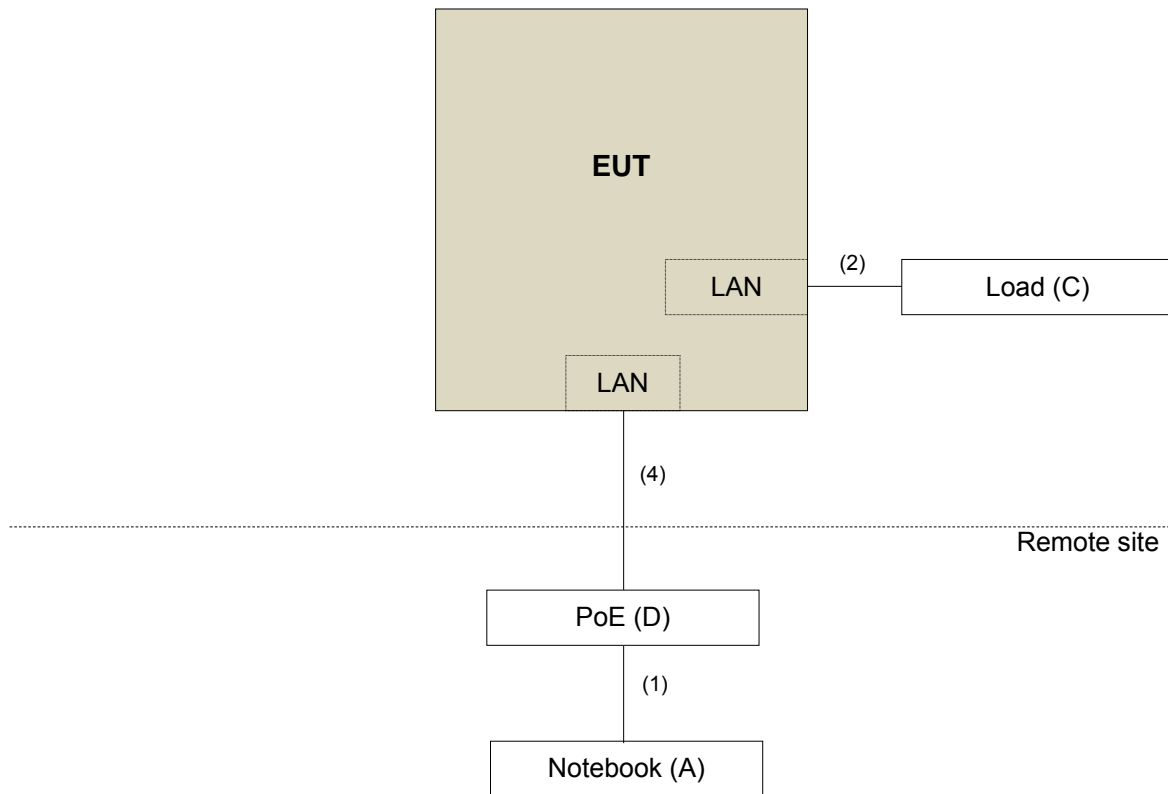 EUT
(2)
LAN
Load (C)
LAN
(4)
Remote site
PoE (D)
(1)
Notebook (A)